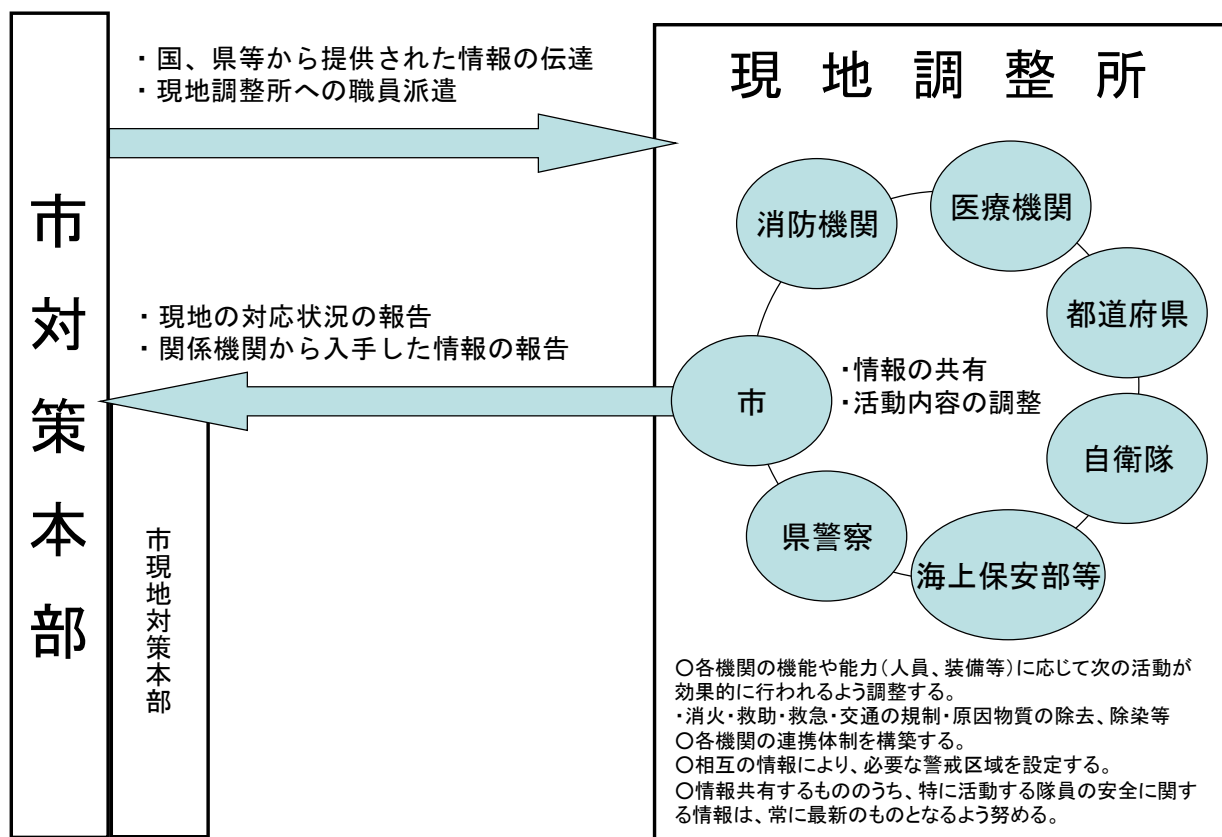 市対策本部
・国、県等から提供された情報の伝達
・現地調整所への職員派遣
・現地の対応状況の報告
・関係機関から入手した情報の報告
市現地対策本部
現地調整所
消防機関
医療機関
都道府県
自衛隊
海上保安部等
県警察
市
・情報の共有
・活動内容の調整
○各機関の機能や能力(人員、装備等)に応じて次の活動が
効果的に行われるよう調整する。
・消火・救助・救急・交通の規制・原因物質の除去、除染等
○各機関の連携体制を構築する。
○相互の情報により、必要な警戒区域を設定する。
○情報共有するもののうち、特に活動する隊員の安全に関す
る情報は、常に最新のものとなるよう努める。